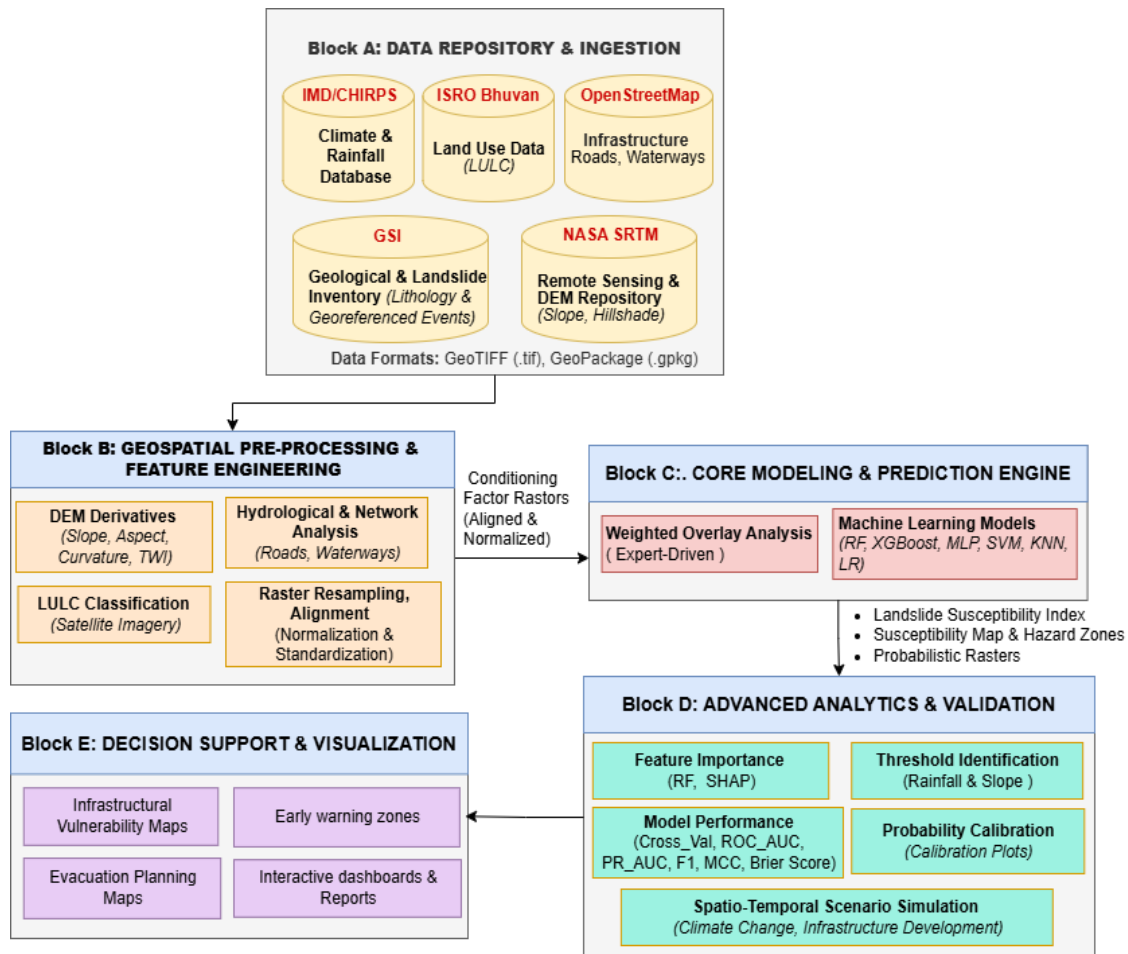 Block A: DATA REPOSITORY & INGESTION
IMD/CHIRPS
Climate &
Rainfall
Database
ISRO Bhuvan
Land Use Data
(LULC)
OpenStreetMap
Infrastructure
Roads, Waterways
GSI
Geological & Landslide
Inventory (Lithology &
Georeferenced Events)
NASA SRTM
Remote Sensing &
DEM Repository
(Slope, Hillshade)
Data Formats: GeoTIFF (.tif), GeoPackage (.gpkg)
Block B: GEOSPATIAL PRE-PROCESSING &
FEATURE ENGINEERING
DEM Derivatives
(Slope, Aspect,
Curvature, TWI)
Hydrological & Network
Analysis
(Roads, Waterways)
LULC Classification
(Satellite Imagery)
Raster Resampling,
Alignment
(Normalization &
Standardization)
Conditioning
Factor Rastors
(Aligned &
Normalized)
Block C:. CORE MODELING & PREDICTION ENGINE
Weighted Overlay Analysis
( Expert-Driven )
Machine Learning Models
(RF, XGBoost, MLP, SVM, KNN,
LR)
• Landslide Susceptibility Index
• Susceptibility Map & Hazard Zones
• Probabilistic Rasters
Block D: ADVANCED ANALYTICS & VALIDATION
Feature Importance
(RF, SHAP)
Threshold Identification
(Rainfall & Slope )
Model Performance
(Cross_Val, ROC_AUC,
PR_AUC, F1, MCC, Brier Score)
Probability Calibration
(Calibration Plots)
Spatio-Temporal Scenario Simulation
(Climate Change, Infrastructure Development)
Block E: DECISION SUPPORT & VISUALIZATION
Infrastructural
Vulnerability Maps
Early warning zones
Evacuation Planning
Maps
Interactive dashboards &
Reports